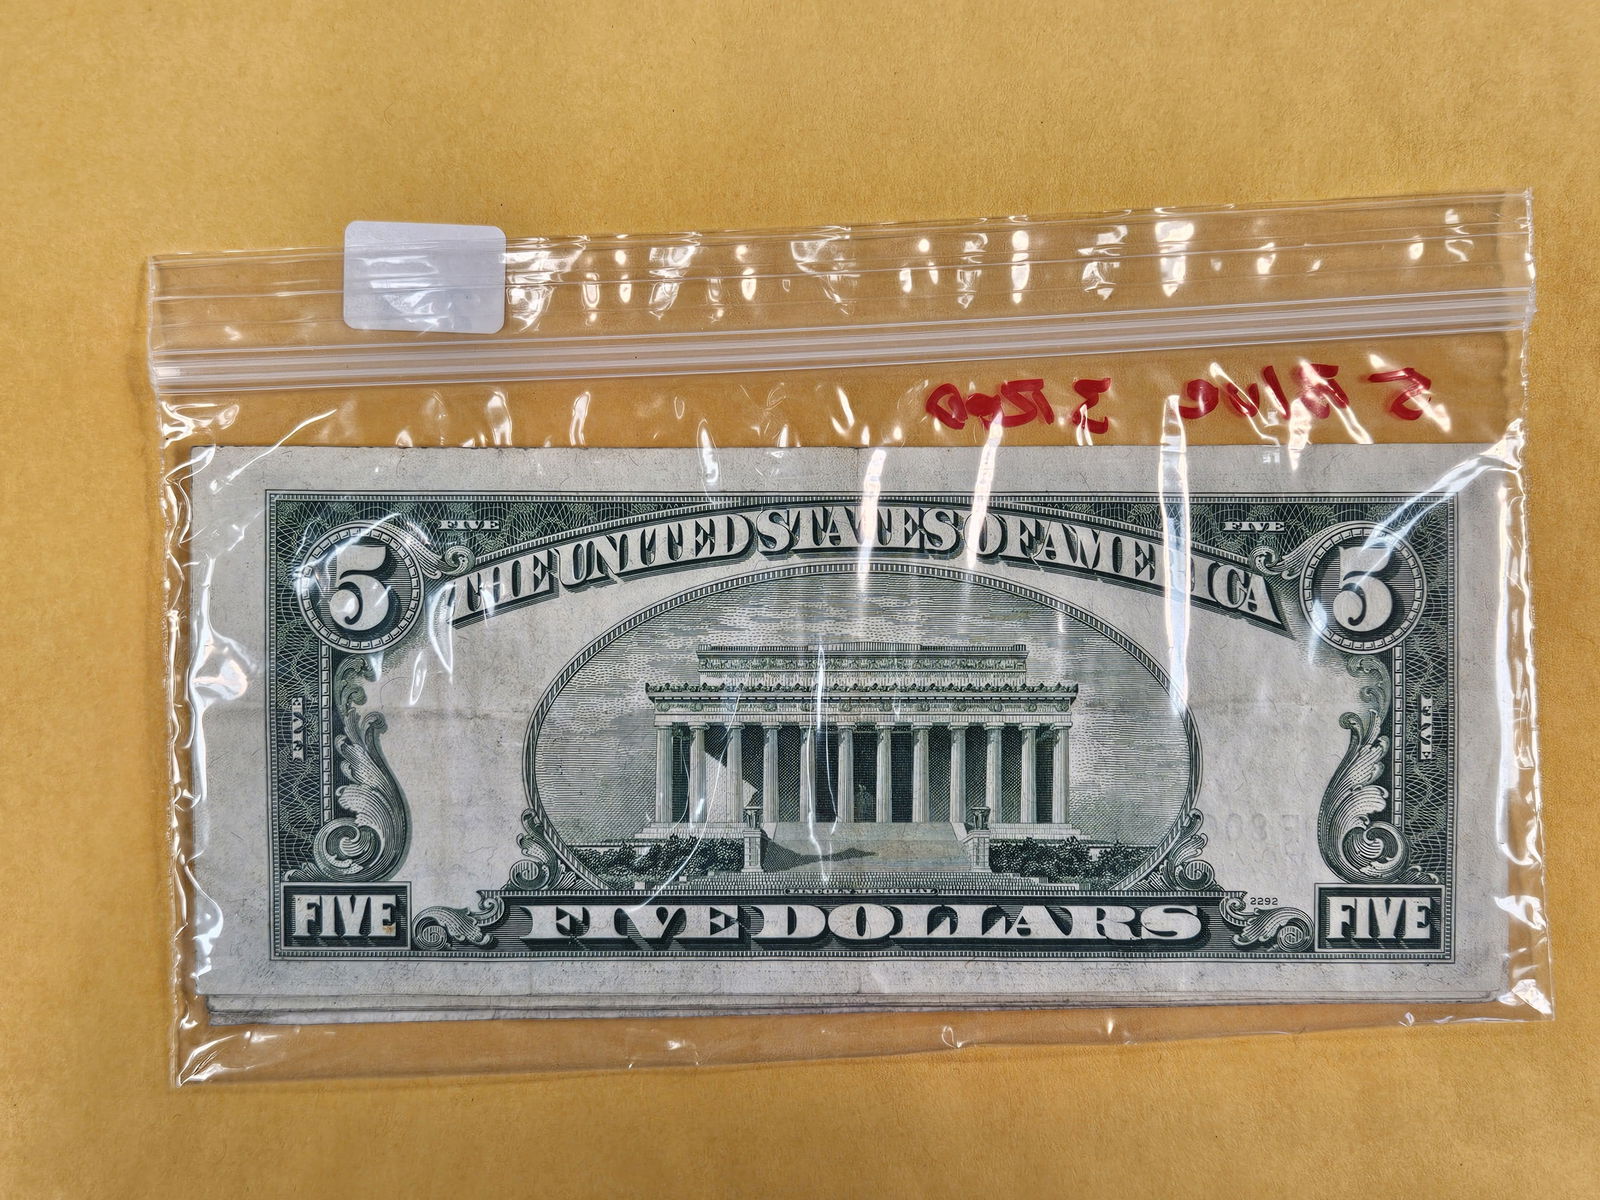 5 Blue 3 Red
FIVE FIVE
5 THE UNITED STATES OF AMERICA 5
FIVE FIVE
LINCOLN MEMORIAL
2292
FIVE FIVE DOLLARS FIVE